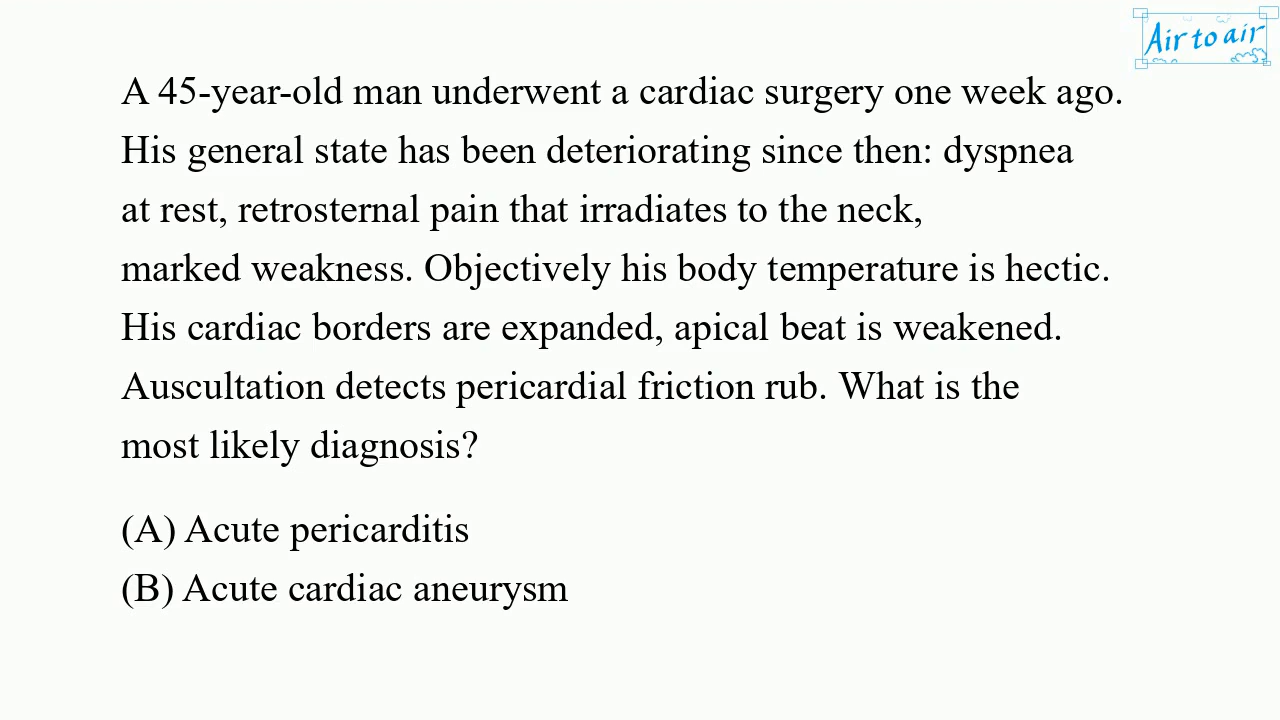 Air to air
A 45-year-old man underwent a cardiac surgery one week ago.
His general state has been deteriorating since then: dyspnea
at rest, retrosternal pain that irradiates to the neck,
marked weakness. Objectively his body temperature is hectic.
His cardiac borders are expanded, apical beat is weakened.
Auscultation detects pericardial friction rub. What is the
most likely diagnosis?
(A) Acute pericarditis
(B) Acute cardiac aneurysm